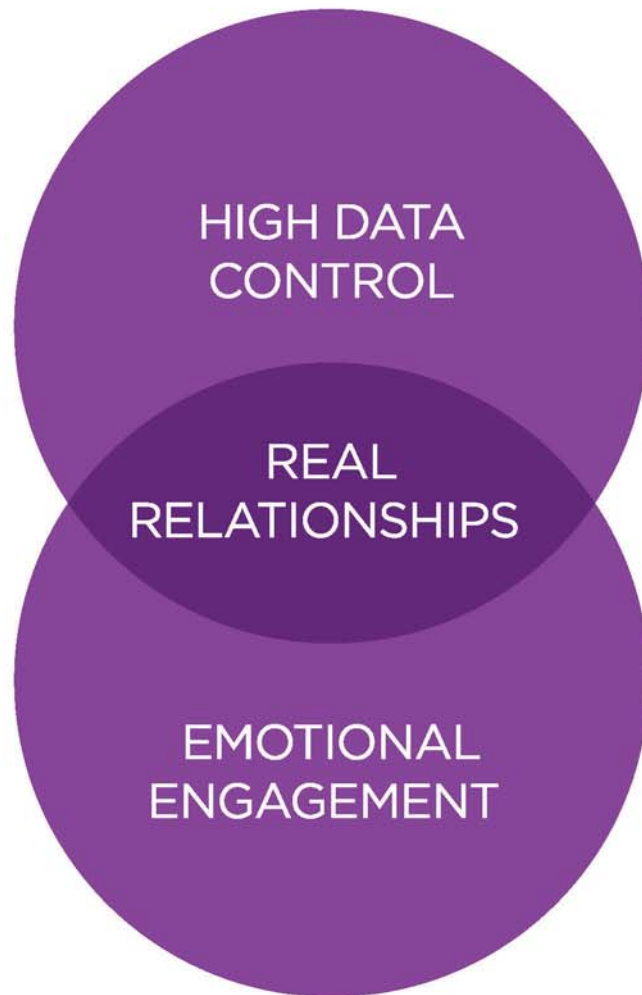 HIGH DATA
CONTROL
REAL
RELATIONSHIPS
EMOTIONAL
ENGAGEMENT